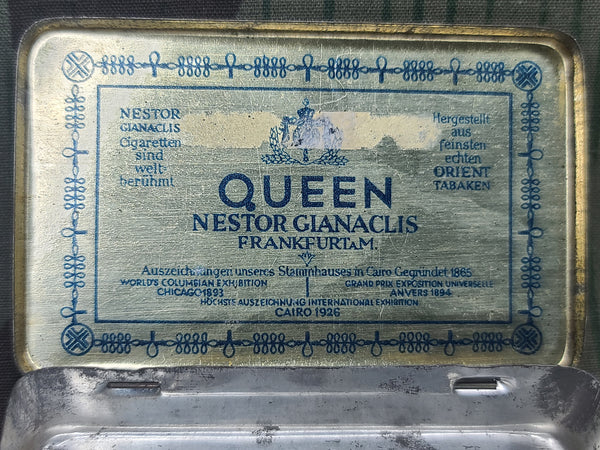 NESTOR
GIANACLIS
Cigaretten
sind
welt
berühmt
Hergestellt
aus
feinsten
echten
ORIENT
TABAKEN
QUEEN
NESTOR GIANACLIS
FRANKFURT A M.
Auszeichnungen unseres Stammhauses in Cairo Gegründet 1865
WORLD'S COLUMBIAN EXHIBITION
CHICAGO 1893
GRAND PRIX EXPOSITION UNIVERSELLE
ANVERS 1894
HÖCHSTE AUSZEICHNUNG INTERNATIONAL EXHIBITION
CAIRO 1926